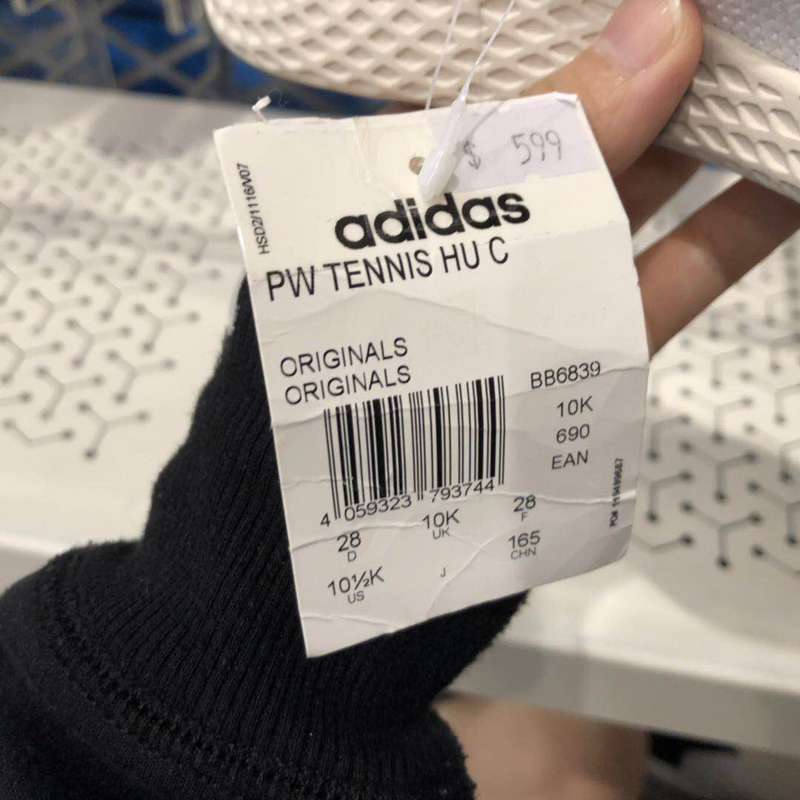 $ 599
HSD2/1116/V07
adidas
PW TENNIS HU C
ORIGINALS
ORIGINALS
BB6839
10K
690
EAN
4 059323 793744
28
D
10K
UK
28
F
10½K
US
J
165
CHN